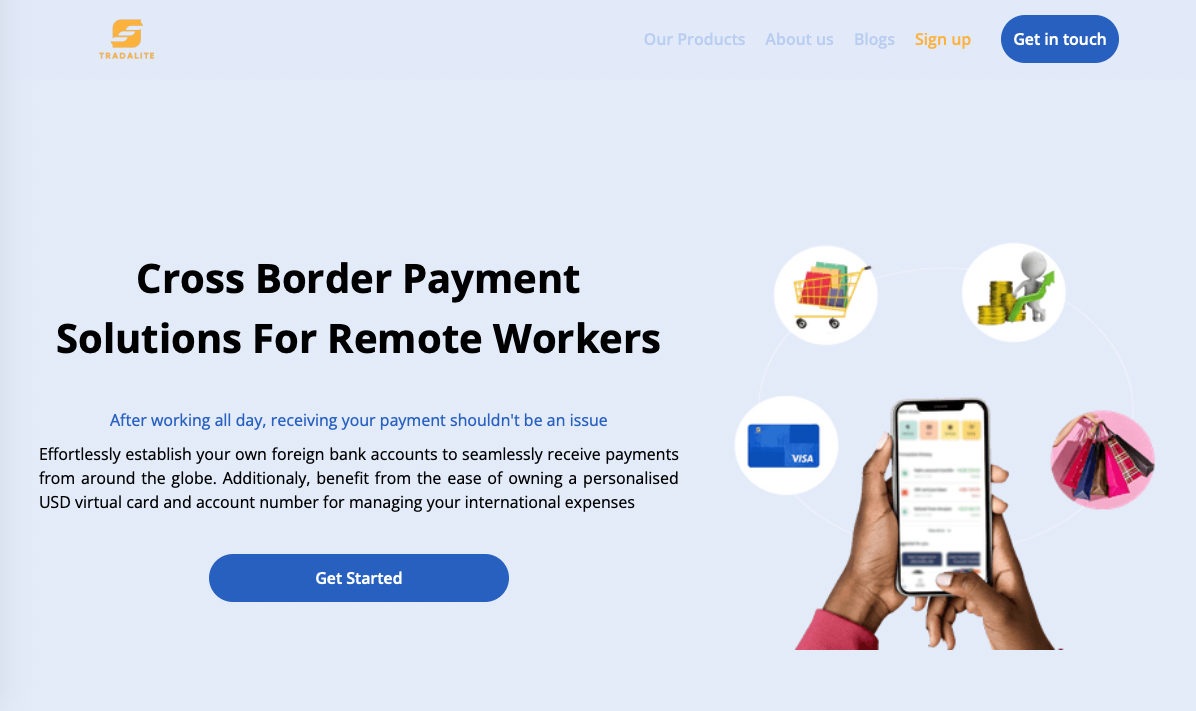 TRADALITE
Our Products About us Blogs Sign up Get in touch
Cross Border Payment
Solutions For Remote Workers
After working all day, receiving your payment shouldn't be an issue
Effortlessly establish your own foreign bank accounts to seamlessly receive payments
from around the globe. Additionaly, benefit from the ease of owning a personalised
USD virtual card and account number for managing your international expenses
Get Started
VISA